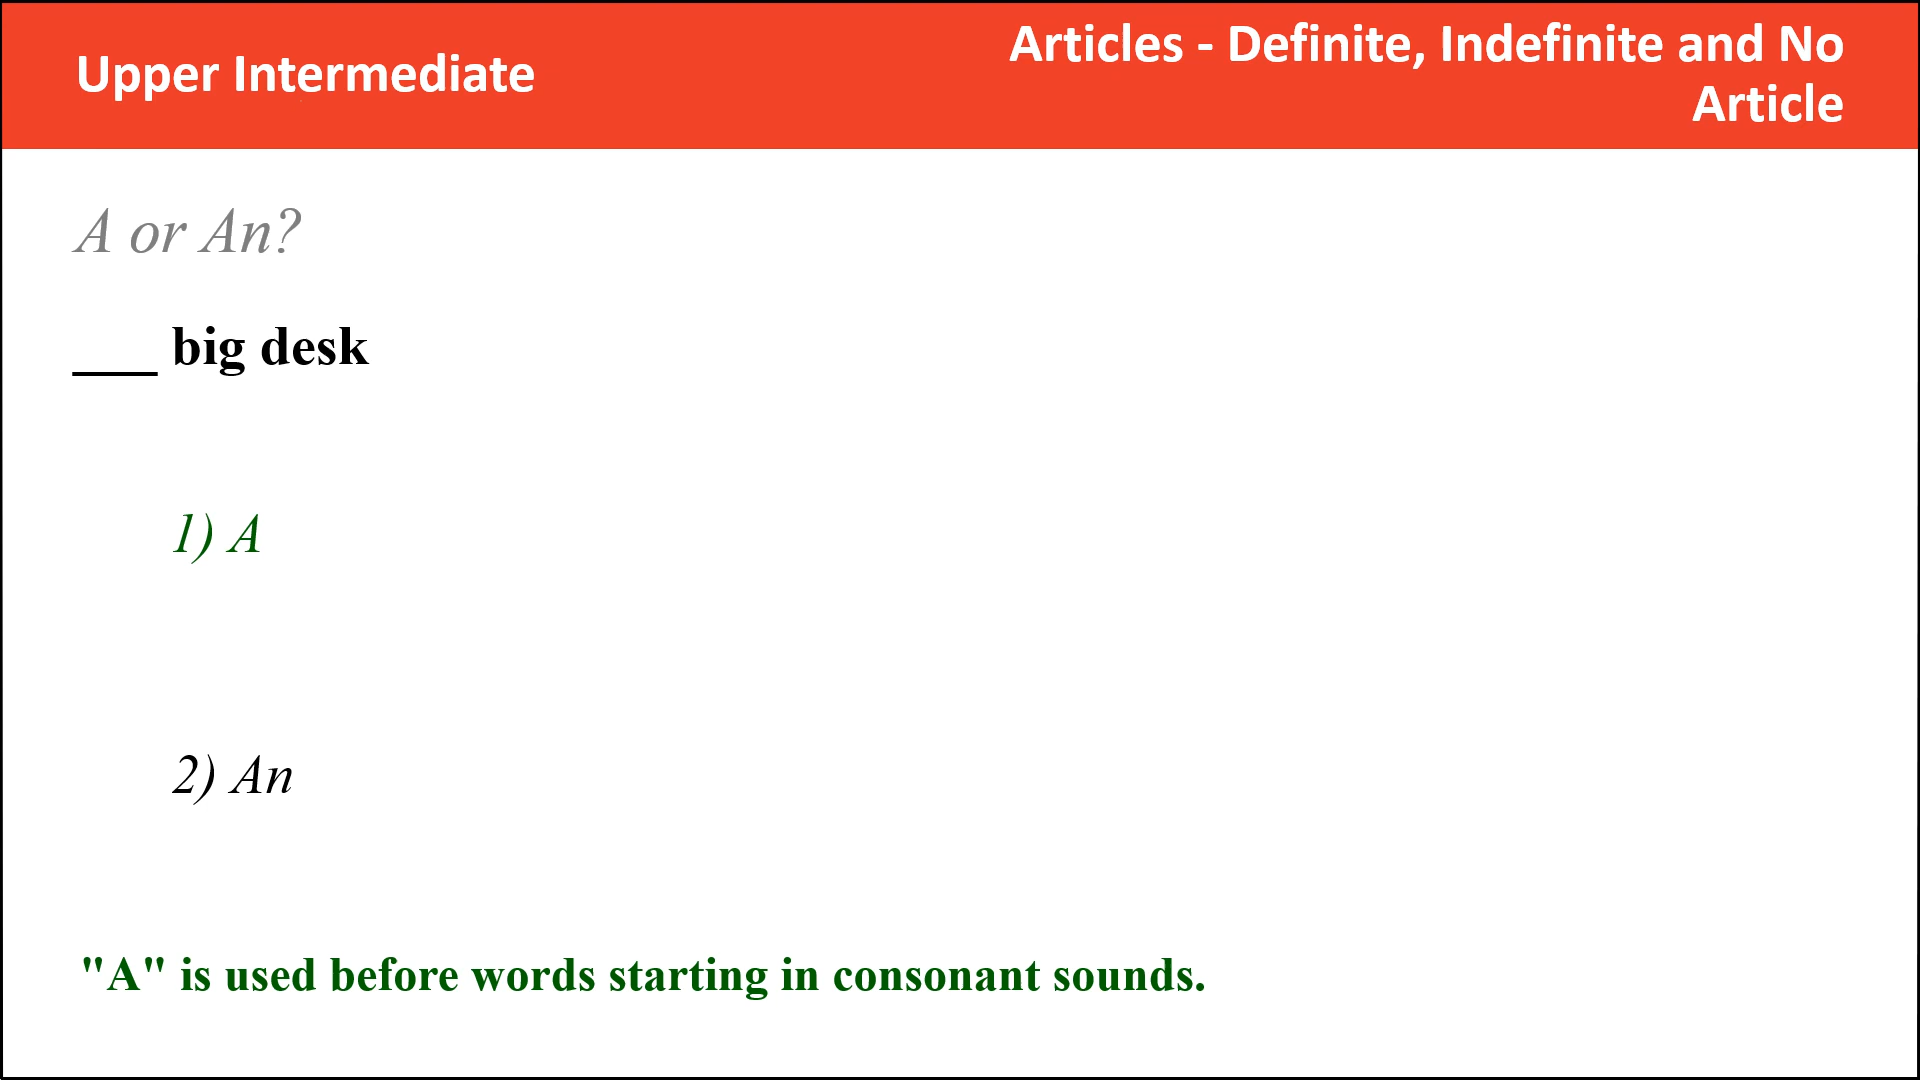 Upper Intermediate
Articles - Definite, Indefinite and No
Article
A or An?
___ big desk
1) A
2) An
"A" is used before words starting in consonant sounds.